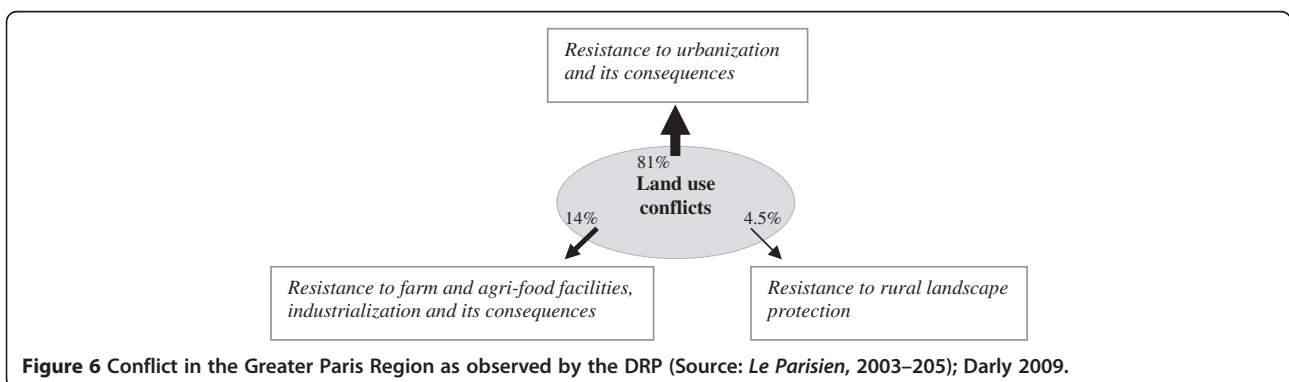 Resistance to urbanization
and its consequences
81%
Land use
conflicts
14%
4.5%
Resistance to farm and agri-food facilities,
industrialization and its consequences
Resistance to rural landscape
protection
Figure 6 Conflict in the Greater Paris Region as observed by the DRP (Source: Le Parisien, 2003–205); Darly 2009.